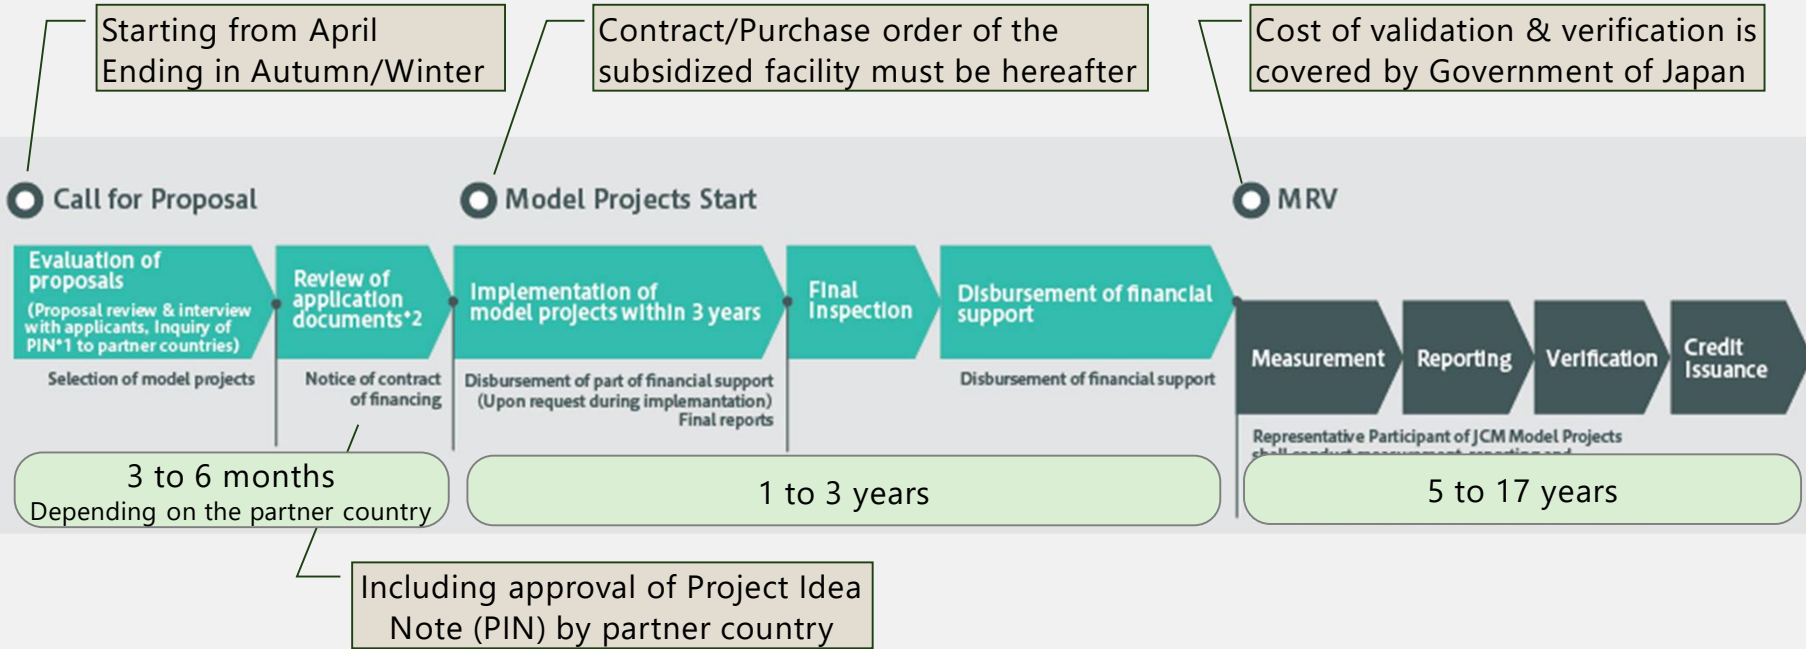 Starting from April
Ending in Autumn/Winter
Contract/Purchase order of the
subsidized facility must be hereafter
Cost of validation & verification is
covered by Government of Japan
Call for Proposal
Model Projects Start
MRV
Evaluation of
proposals
(Proposal review & interview
with applicants, Inquiry of
PIN*1 to partner countries)
Review of
application
documents*2
Implementation of
model projects within 3 years
Final
Inspection
Disbursement of financial
support
Measurement
Reporting
Verification
Credit
Issuance
Selection of model projects
Notice of contract
of financing
Disbursement of part of financial support
(Upon request during implemantation)
Final reports
Disbursement of financial support
Representative Participant of JCM Model Projects
shall conduct measurement, reporting and
3 to 6 months
Depending on the partner country
1 to 3 years
5 to 17 years
Including approval of Project Idea
Note (PIN) by partner country